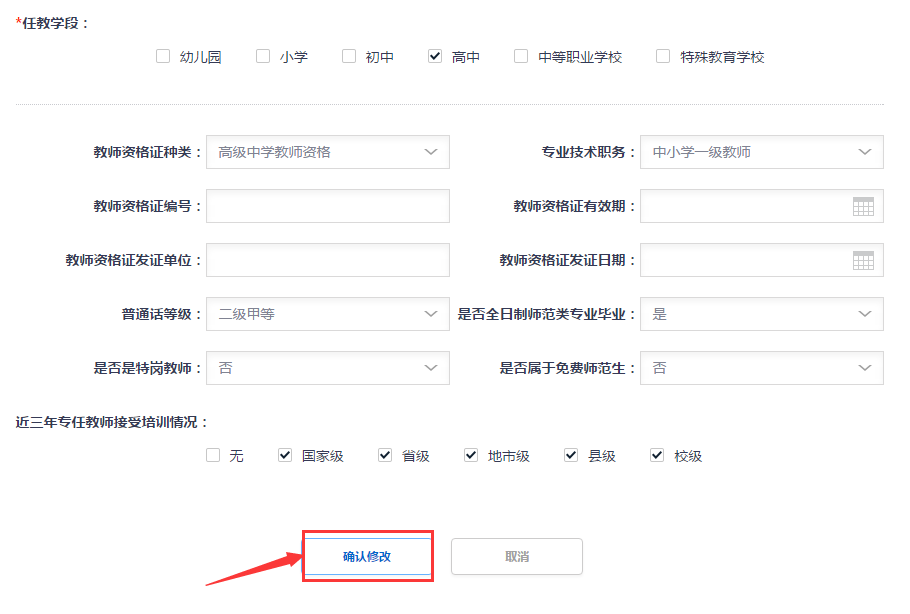 *任教学段：
幼儿园 小学 初中 高中 中等职业学校 特殊教育学校
教师资格证种类： 高级中学教师资格 专业技术职务： 中小学一级教师
教师资格证编号： 教师资格证有效期：
教师资格证发证单位： 教师资格证发证日期：
普通话等级： 二级甲等 是否全日制师范类专业毕业： 是
是否是特岗教师： 否 是否属于免费师范生： 否
近三年专任教师接受培训情况：
无 国家级 省级 地市级 县级 校级
确认修改 取消